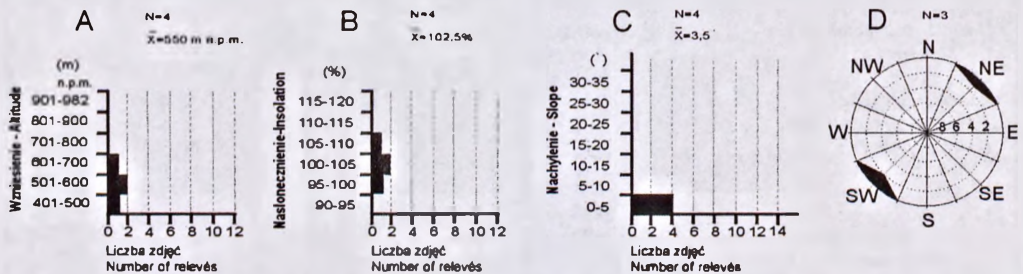 A
N=4
X=550 m n.p.m.
(m)
n.p.m.
901-982
801-900
701-800
601-700
501-600
401-500
Wzniesienie - Altitude
0 2 4 6 8 10 12
Liczba zdjęć
Number of relevés
B
N=4
X=102,5%
(%)
115-120
110-115
105-110
100-105
95-100
90-95
Nasłonecznienie-Insolation
0 2 4 6 8 10 12
Liczba zdjęć
Number of relevés
C
N=4
X=3,5°
(°)
30-35
25-30
20-25
15-20
10-15
5-10
0-5
Nachylenie - Slope
0 2 4 6 8 10 12 14
Liczba zdjęć
Number of relevés
D
N=3
N
NW
NE
W
8 6 4 2
E
SW
SE
S